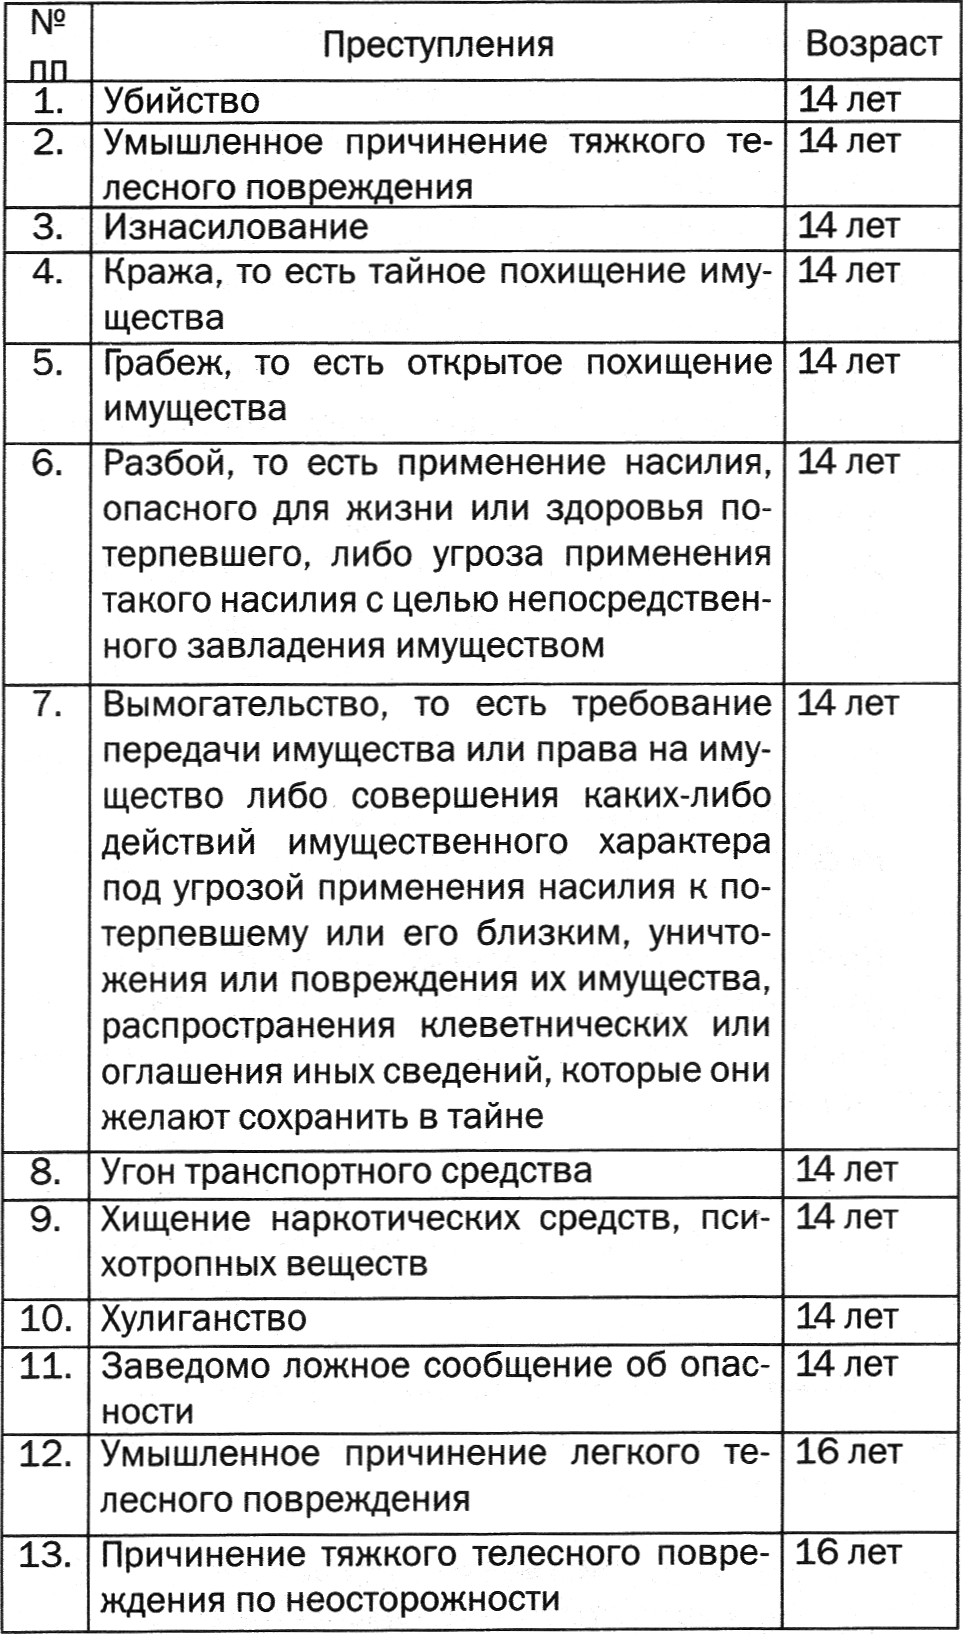 № Преступления Возраст
пп
1. Убийство 14 лет
2. Умышленное причинение тяжкого те- 14 лет
лесного повреждения
3. Изнасилование 14 лет
4. Кража, то есть тайное похищение иму- 14 лет
щества
5. Грабеж, то есть открытое похищение 14 лет
имущества
6. Разбой, то есть применение насилия, 14 лет
опасного для жизни или здоровья по-
терпевшего, либо угроза применения
такого насилия с целью непосредствен-
ного завладения имуществом
7. Вымогательство, то есть требование 14 лет
передачи имущества или права на иму-
щество либо совершения каких-либо
действий имущественного характера
под угрозой применения насилия к по-
терпевшему или его близким, уничто-
жения или повреждения их имущества,
распространения клеветнических или
оглашения иных сведений, которые они
желают сохранить в тайне
8. Угон транспортного средства 14 лет
9. Хищение наркотических средств, пси- 14 лет
хотропных веществ
10. Хулиганство 14 лет
11. Заведомо ложное сообщение об опас- 14 лет
ности
12. Умышленное причинение легкого те- 16 лет
лесного повреждения
13. Причинение тяжкого телесного повре- 16 лет
ждения по неосторожности